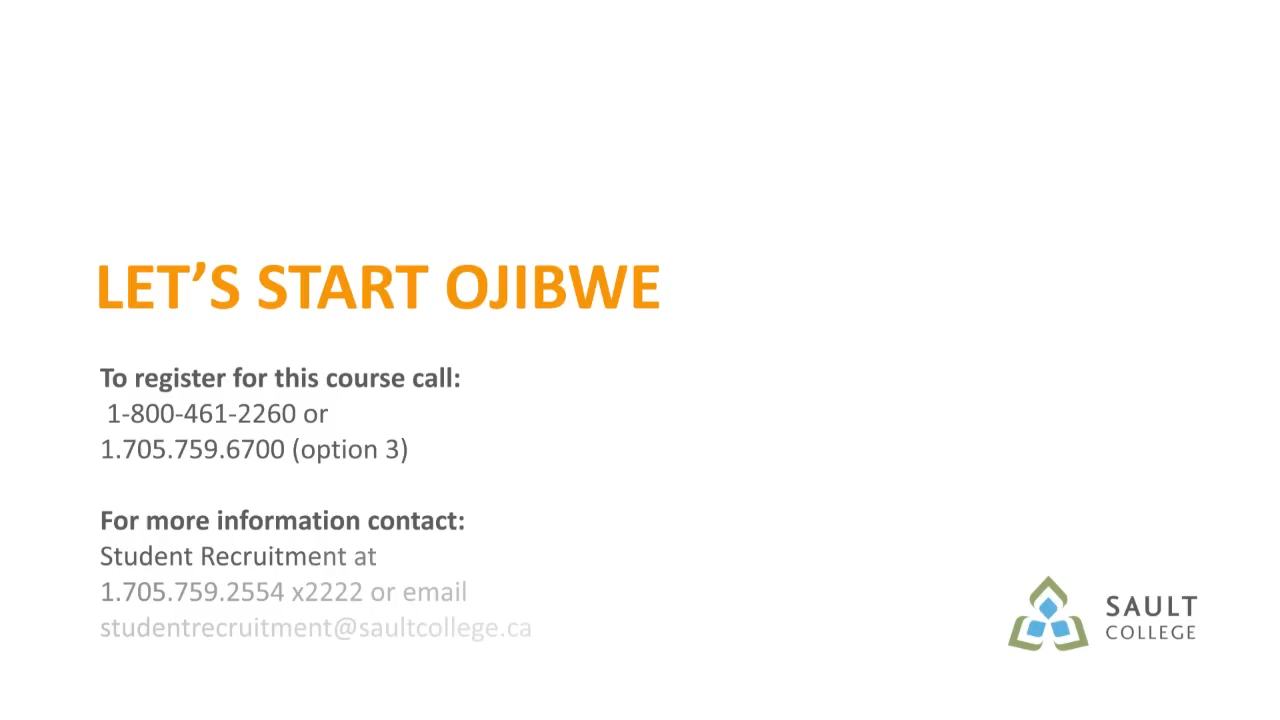 LET’S START OJIBWE
To register for this course call:
1-800-461-2260 or
1.705.759.6700 (option 3)
For more information contact:
Student Recruitment at
1.705.759.2554 x2222 or email
studentrecruitment@saultcollege.ca
SAULT
COLLEGE